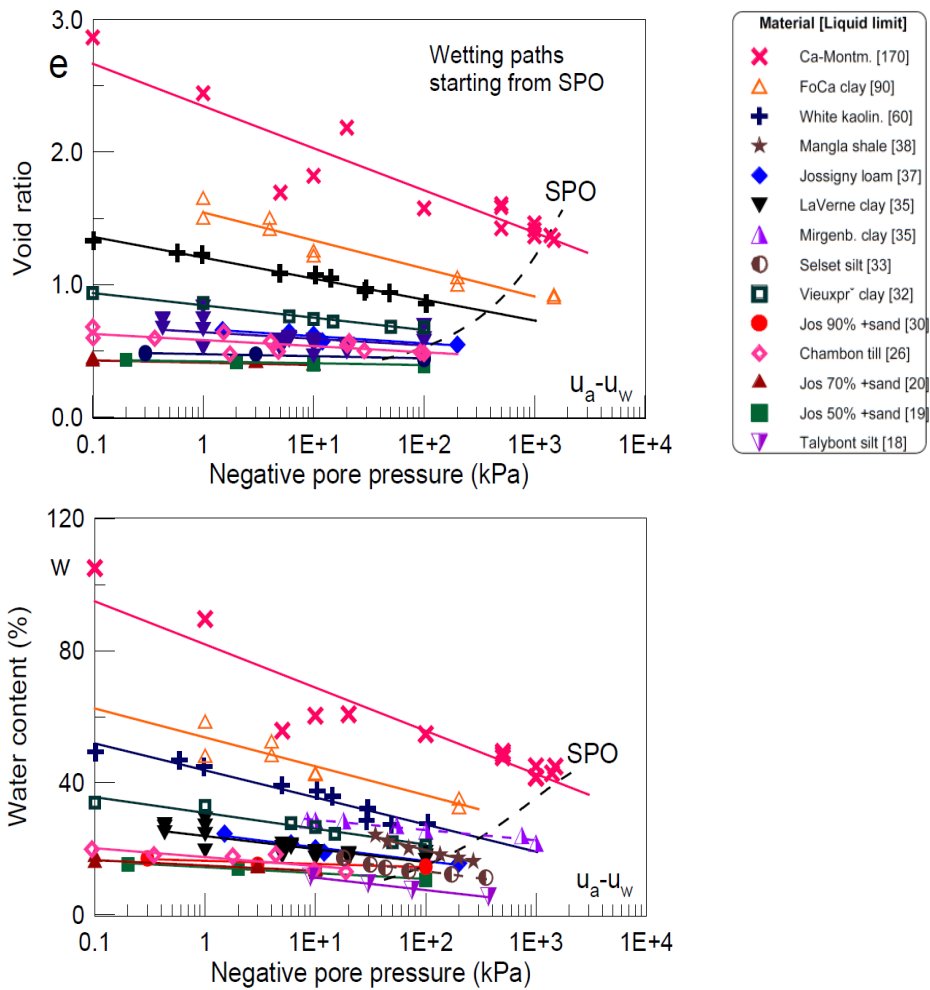 3.0
e
Wetting paths
starting from SPO
2.0
SPO
Void ratio
1.0
u_a-u_w
0.0
0.1
1
1E+1
1E+2
1E+3
1E+4
Negative pore pressure (kPa)
Material [Liquid limit]
Ca-Montm. [170]
FoCa clay [90]
White kaolin. [60]
Mangla shale [38]
Jossigny loam [37]
LaVerne clay [35]
Mirgenb. clay [35]
Selset silt [33]
Vieuxprˇ clay [32]
Jos 90% +sand [30]
Chambon till [26]
Jos 70% +sand [20]
Jos 50% +sand [19]
Talybont silt [18]
120
w
80
SPO
Water content (%)
40
u_a-u_w
0
0.1
1
1E+1
1E+2
1E+3
1E+4
Negative pore pressure (kPa)